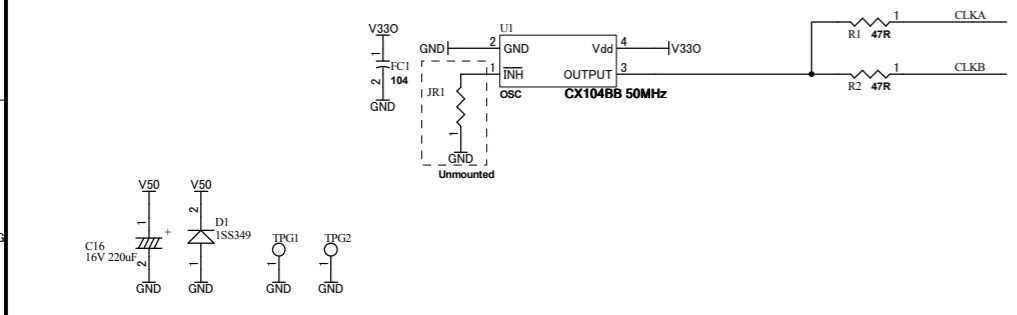 V33O
1
FC1
104
2
GND
U1
GND
2
GND
Vdd
4
V33O
1
INH
OUTPUT
3
OSC
CX104BB 50MHz
JR1
1
GND
Unmounted
1
CLKA
R1
47R
1
CLKB
R2
47R
V50
1
+
C16
16V 220uF
2
GND
V50
2
D1
1SS349
1
GND
TPG1
1
GND
TPG2
1
GND